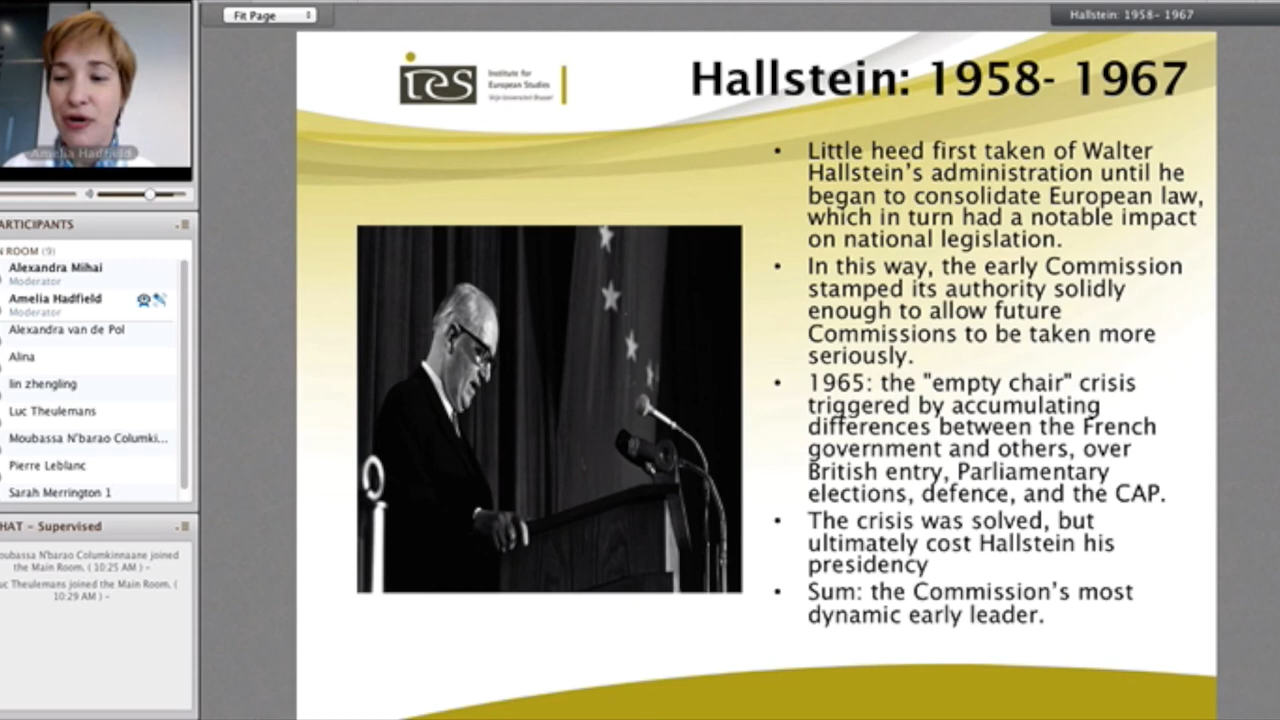 Fit Page
Hallstein: 1958- 1967
ies
Institute for
European Studies
Vrije Universiteit Brussel
Hallstein: 1958- 1967
Amelia Hadfield
ARTICIPANTS
N ROOM (9)
Alexandra Mihai
Moderator
Amelia Hadfield
Moderator
Alexandra van de Pol
Alina
lin zhengling
Luc Theulemans
Moubassa N'barao Columki...
Pierre Leblanc
Sarah Merrington 1
HAT - Supervised
oubassa N'barao Columkinnaane joined
the Main Room. ( 10:25 AM ) -
uc Theulemans joined the Main Room. (
10:29 AM ) -
• Little heed first taken of Walter
Hallstein's administration until he
began to consolidate European law,
which in turn had a notable impact
on national legislation.
• In this way, the early Commission
stamped its authority solidly
enough to allow future
Commissions to be taken more
seriously.
• 1965: the "empty chair" crisis
triggered by accumulating
differences between the French
government and others, over
British entry, Parliamentary
elections, defence, and the CAP.
• The crisis was solved, but
ultimately cost Hallstein his
presidency
• Sum: the Commission's most
dynamic early leader.